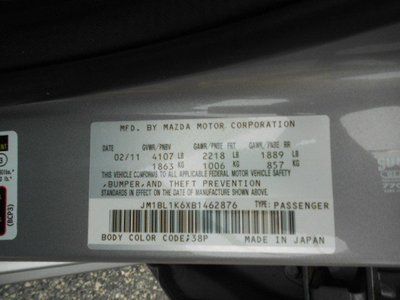 MFD. BY MAZDA MOTOR CORPORATION
DATE GVWR/PNBV GAWR/PNBE FRT GAWR/PNBE RR
02/11 4107 LB 2218 LB 1889 LB
1863 KG 1006 KG 857 KG
THIS VEHICLE CONFORMS TO ALL APPLICABLE FEDERAL MOTOR VEHICLE SAFETY
, BUMPER, AND THEFT PREVENTION
STANDARDS IN EFFECT ON THE DATE OF MANUFACTURE SHOWN ABOVE.
JM1BL1K6XB1462876 TYPE: PASSENGER
BODY COLOR CODE;38P MADE IN JAPAN
(BCP3)